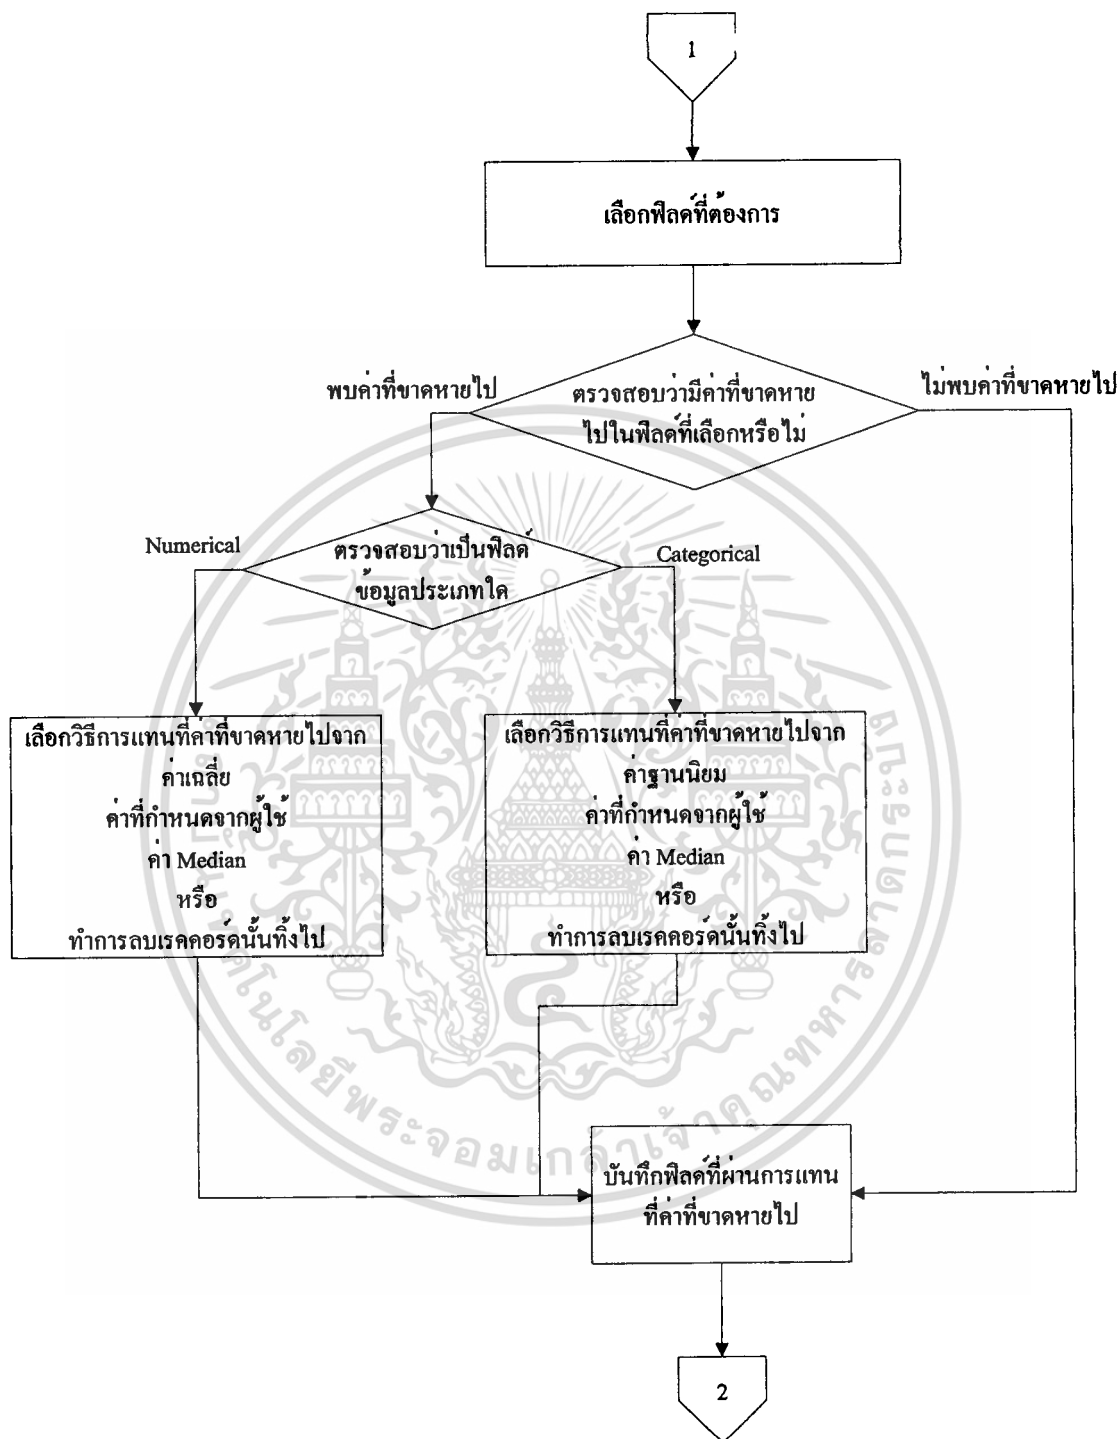 1
เลือกฟิลด์ที่ต้องการ
พบค่าที่ขาดหายไป
ไม่พบค่าที่ขาดหายไป
ตรวจสอบว่ามีค่าที่ขาดหาย
ไปในฟิลด์ที่เลือกหรือไม่
Numerical
ตรวจสอบว่าเป็นฟิลด์
ข้อมูลประเภทใด
Categorical
เลือกวิธีการแทนที่ค่าที่ขาดหายไปจาก
ค่าเฉลี่ย
ค่าที่กำหนดจากผู้ใช้
ค่า Median
หรือ
ทำการลบเรคคอร์ดนั้นทิ้งไป
เลือกวิธีการแทนที่ค่าที่ขาดหายไปจาก
ค่าฐานนิยม
ค่าที่กำหนดจากผู้ใช้
ค่า Median
หรือ
ทำการลบเรคคอร์ดนั้นทิ้งไป
บันทึกฟิลด์ที่ผ่านการแทน
ที่ค่าที่ขาดหายไป
2